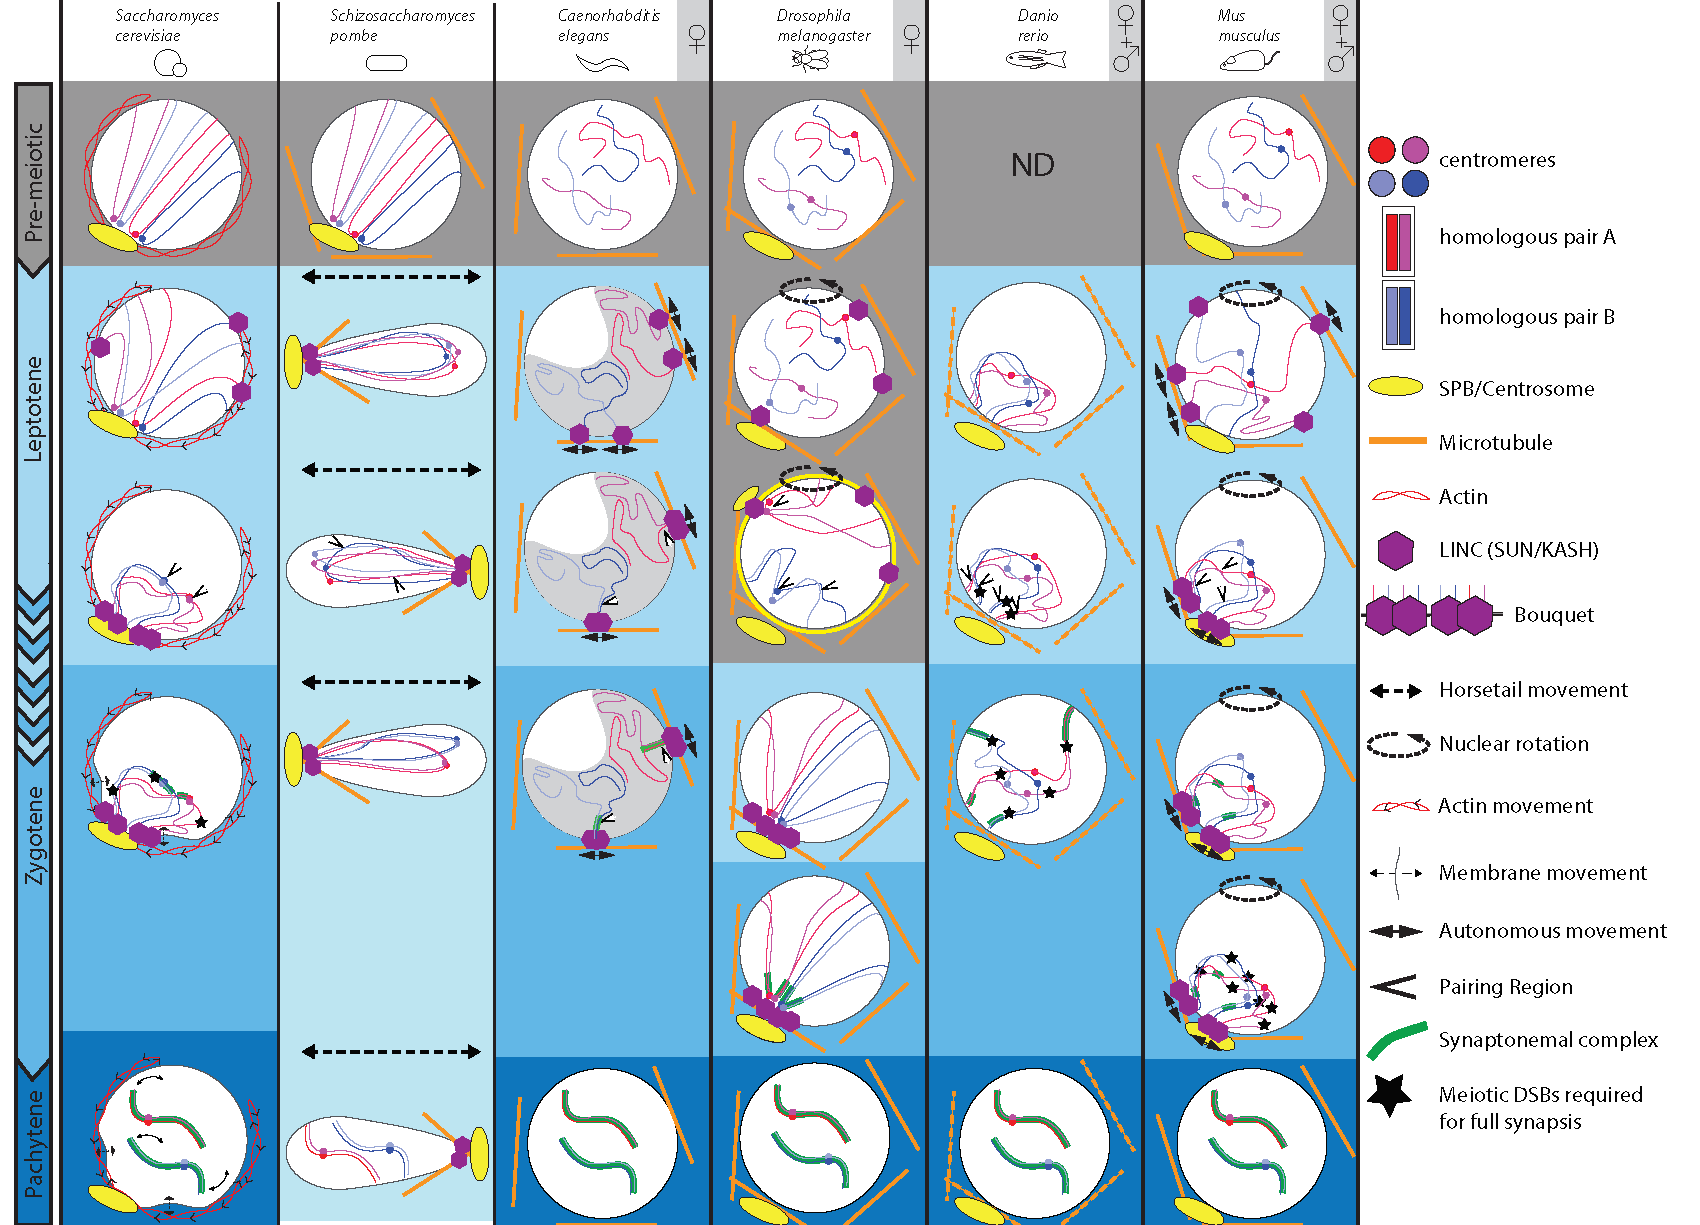 Saccharomyces
cerevisiae
Schizosaccharomyces
pombe
Caenorhabditis
elegans
♀
Drosophila
melanogaster
♀
Danio
rerio
♀
+
♂
Mus
musculus
♀
+
♂
Pre-meiotic
Leptotene
Zygotene
Pachytene
ND
centromeres
homologous pair A
homologous pair B
SPB/Centrosome
Microtubule
Actin
LINC (SUN/KASH)
Bouquet
Horsetail movement
Nuclear rotation
Actin movement
Membrane movement
Autonomous movement
Pairing Region
Synaptonemal complex
Meiotic DSBs required
for full synapsis